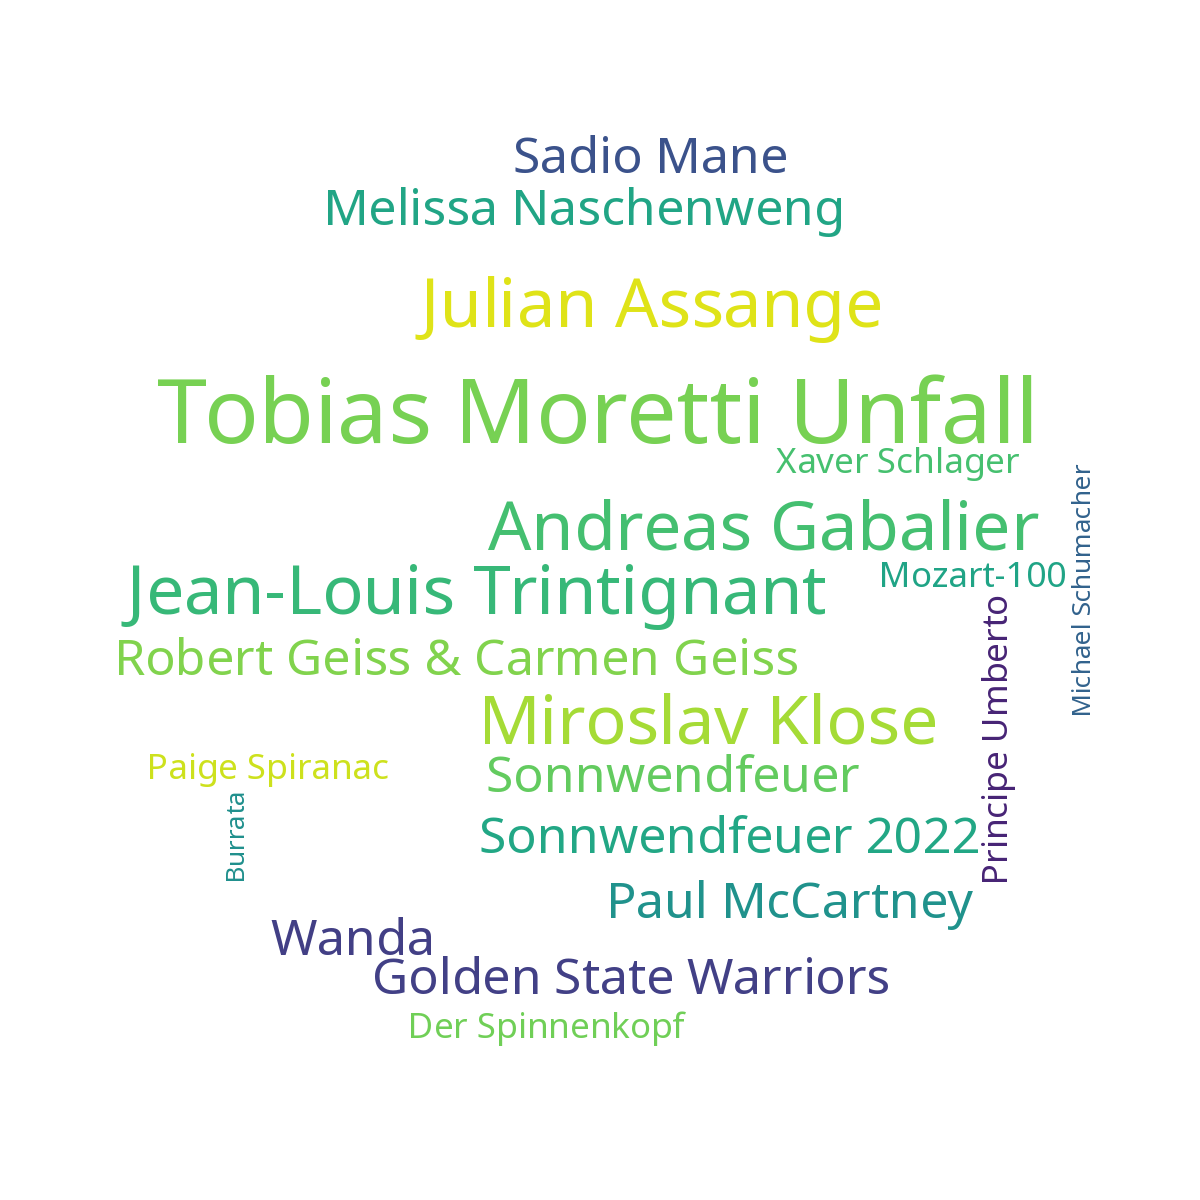 Sadio Mane
Melissa Naschenweng
Julian Assange
Tobias Moretti Unfall
Xaver Schlager
Michael Schumacher
Andreas Gabalier
Jean-Louis Trintignant
Mozart-100
Principe Umberto
Robert Geiss & Carmen Geiss
Miroslav Klose
Paige Spiranac
Sonnwendfeuer
Burrata
Sonnwendfeuer 2022
Paul McCartney
Wanda
Golden State Warriors
Der Spinnenkopf